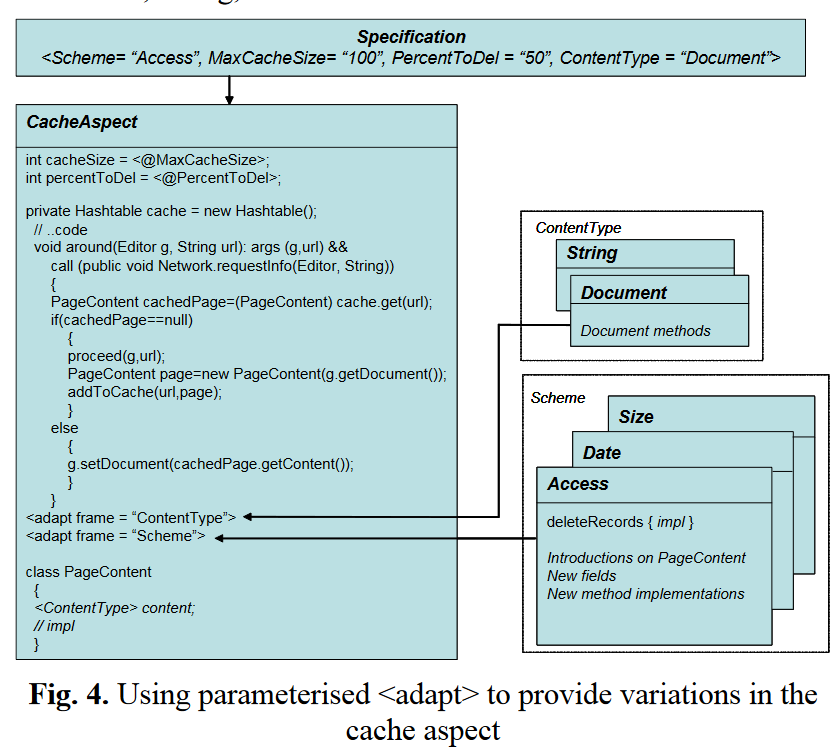 Specification
<Scheme= “Access”, MaxCacheSize= “100”, PercentToDel = “50”, ContentType = “Document”>
CacheAspect
int cacheSize = <@MaxCacheSize>;
int percentToDel = <@PercentToDel>;
private Hashtable cache = new Hashtable();
// ..code
void around(Editor g, String url): args (g,url) &&
call (public void Network.requestInfo(Editor, String))
{
PageContent cachedPage=(PageContent) cache.get(url);
if(cachedPage==null)
{
proceed(g,url);
PageContent page=new PageContent(g.getDocument());
addToCache(url,page);
}
else
{
g.setDocument(cachedPage.getContent());
}
}
<adapt frame = “ContentType”>
<adapt frame = “Scheme”>
class PageContent
{
<ContentType> content;
// impl
}
ContentType
String
Document
Document methods
Scheme
Size
Date
Access
deleteRecords { impl }
Introductions on PageContent
New fields
New method implementations
Fig. 4. Using parameterised <adapt> to provide variations in the
cache aspect